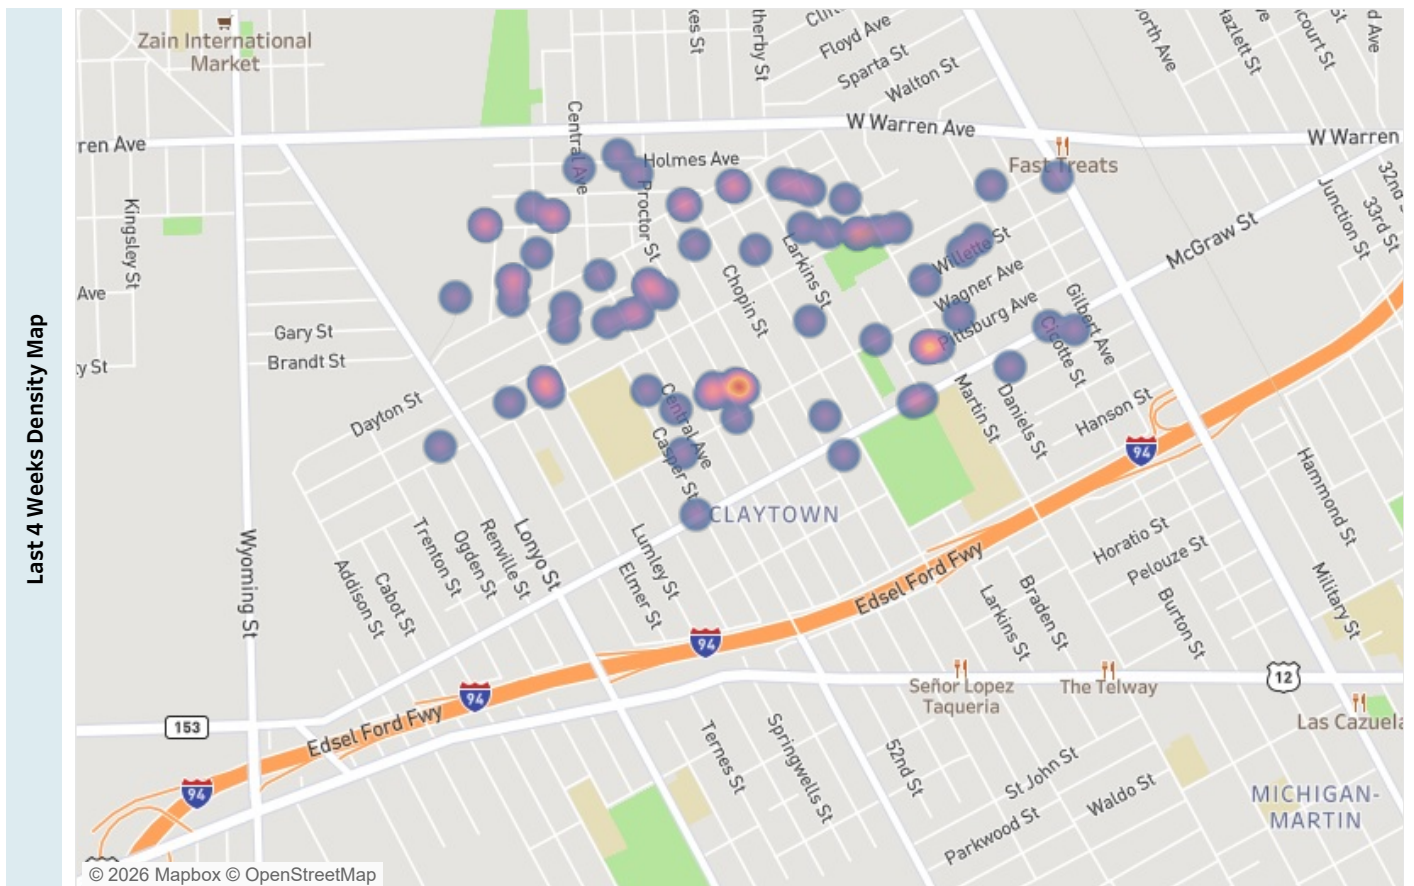 Last 4 Weeks Density Map
Zain International
Market
Floyd Ave
Sparta St
Walton St
W Warren Ave
W Warren
Fast Treats
Central Ave
Holmes Ave
Proctor St
Kingsley St
McGraw St
Junction St
33rd St
Hazlett St
Larkins St
Chopin St
Willette St
Wagner Ave
Pittsburg Ave
Gilbert Ave
Cicotte St
Ave
Gary St
Brandt St
Dayton St
Central Ave
Casper St
Martin St
Daniels St
Hanson St
94
Hammond St
CLAYTOWN
Wyoming St
Trenton St
Ogden St
Renville St
Lonyo St
Lumley St
Elmer St
Addison St
Cabot St
Edsel Ford Fwy
Horatio St
Pelouze St
Larkins St
Braden St
Burton St
Military St
94
94
Señor Lopez
Taqueria
The Telway
12
Las Cazuela
153
Edsel Ford Fwy
Ternes St
Springwells St
52nd St
St John St
Waldo St
Parkwood St
94
MICHIGAN-
MARTIN
© 2026 Mapbox © OpenStreetMap